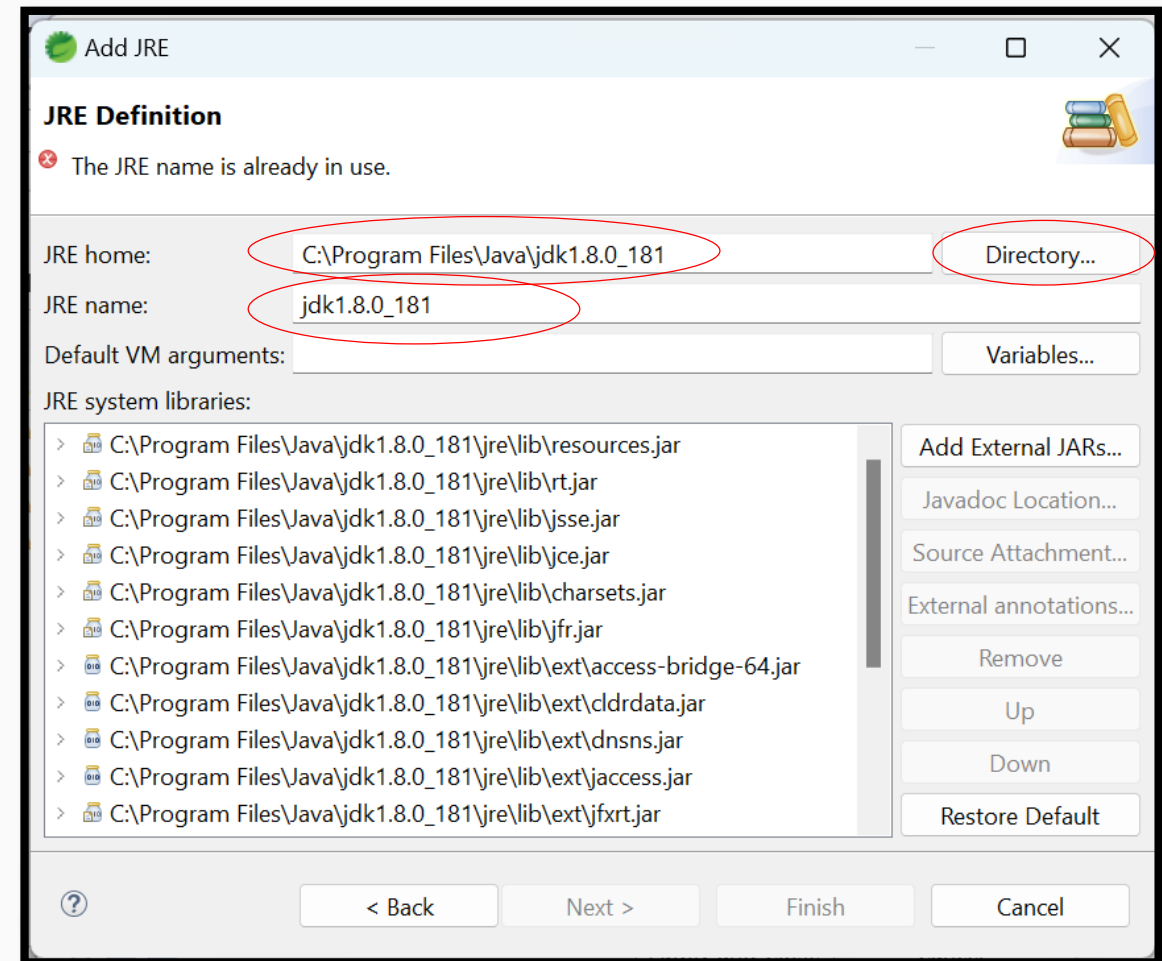 Add JRE
JRE Definition
The JRE name is already in use.
JRE home: C:\Program Files\Java\jdk1.8.0_181 Directory...
JRE name: jdk1.8.0_181
Default VM arguments: Variables...
JRE system libraries:
C:\Program Files\Java\jdk1.8.0_181\jre\lib\resources.jar Add External JARs...
C:\Program Files\Java\jdk1.8.0_181\jre\lib\rt.jar Javadoc Location...
C:\Program Files\Java\jdk1.8.0_181\jre\lib\jsse.jar
C:\Program Files\Java\jdk1.8.0_181\jre\lib\jce.jar Source Attachment...
C:\Program Files\Java\jdk1.8.0_181\jre\lib\charsets.jar External annotations...
C:\Program Files\Java\jdk1.8.0_181\jre\lib\jfr.jar
C:\Program Files\Java\jdk1.8.0_181\jre\lib\ext\access-bridge-64.jar Remove
C:\Program Files\Java\jdk1.8.0_181\jre\lib\ext\cldrdata.jar Up
C:\Program Files\Java\jdk1.8.0_181\jre\lib\ext\dnsns.jar
C:\Program Files\Java\jdk1.8.0_181\jre\lib\ext\jaccess.jar Down
C:\Program Files\Java\jdk1.8.0_181\jre\lib\ext\jfxrt.jar Restore Default
? < Back Next > Finish Cancel